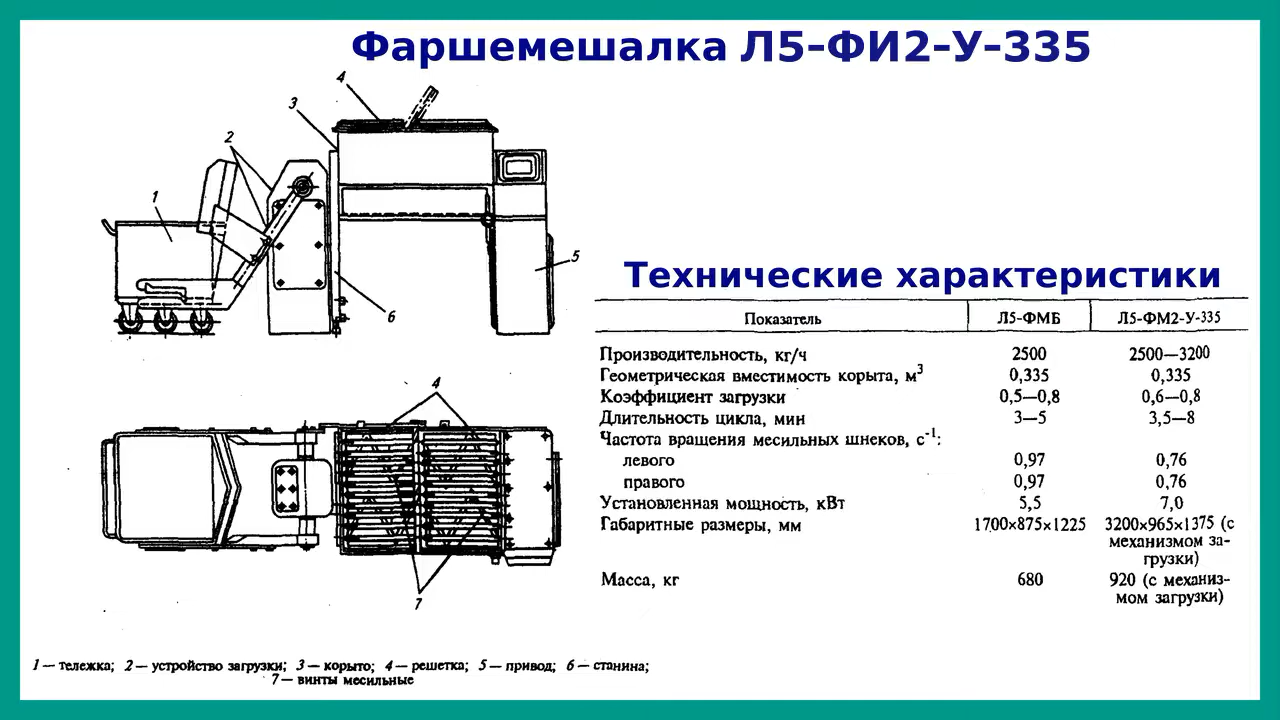 Фаршемешалка Л5–ФИ2–У–335
4
3
2
1
5
6
4
7
Технические характеристики
Показатель Л5-ФМБ Л5-ФМ2-У-335
Производительность, кг/ч 2500 2500—3200
Геометрическая вместимость корыта, м³ 0,335 0,335
Коэффициент загрузки 0,5—0,8 0,6—0,8
Длительность цикла, мин 3—5 3,5—8
Частота вращения месильных шнеков, с⁻¹:
левого 0,97 0,76
правого 0,97 0,76
Установленная мощность, кВт 5,5 7,0
Габаритные размеры, мм 1700×875×1225 3200×965×1375 (с
механизмом за-
грузки)
Масса, кг 680 920 (с механиз-
мом загрузки)
1 — тележка; 2 — устройство загрузки; 3 — корыто; 4 — решетка; 5 — привод; 6 — станина;
7 — винты месильные